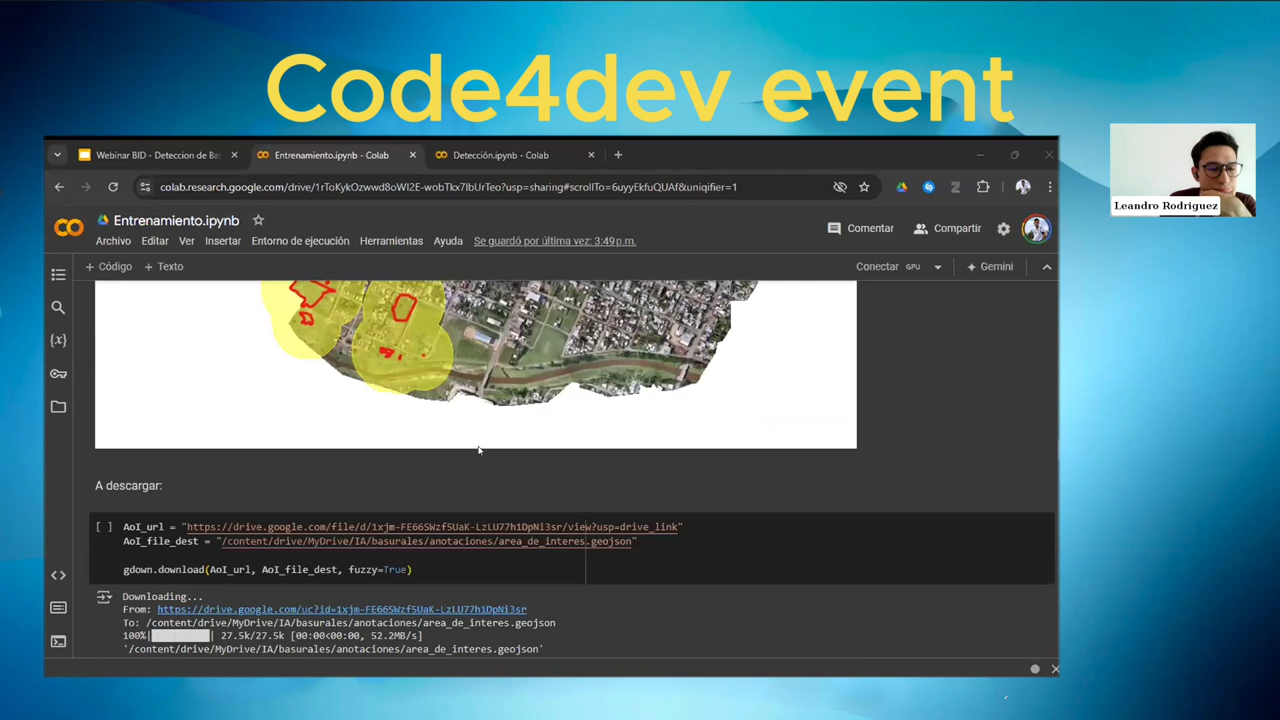 Code4dev event
Webinar BID - Deteccion de Ba
Entrenamiento.ipynb - Colab
Detección.ipynb - Colab
colab.research.google.com/drive/1rToKykOzwwd8oWI2E-wobTkx7IbUrTeo?usp=sharing#scrollTo=6uyyEkfuQUAf&uniqifier=1
Entrenamiento.ipynb
Archivo Editar Ver Insertar Entorno de ejecución Herramientas Ayuda Se guardó por última vez: 3:49 p.m.
Comentar Compartir
+ Código + Texto
Conectar GPU Gemini
Leandro Rodriguez
A descargar:
[ ] AoI_url = "https://drive.google.com/file/d/1xjm-FE66SWzf5UaK-LzLU77h1DpNi3sr/view?usp=drive_link"
AoI_file_dest = "/content/drive/MyDrive/IA/basurales/anotaciones/area_de_interes.geojson"
gdown.download(AoI_url, AoI_file_dest, fuzzy=True)
Downloading...
From: https://drive.google.com/uc?id=1xjm-FE66SWzf5UaK-LzLU77h1DpNi3sr
To: /content/drive/MyDrive/IA/basurales/anotaciones/area_de_interes.geojson
100%| | 27.5k/27.5k [00:00<00:00, 52.2MB/s]
'/content/drive/MyDrive/IA/basurales/anotaciones/area_de_interes.geojson'